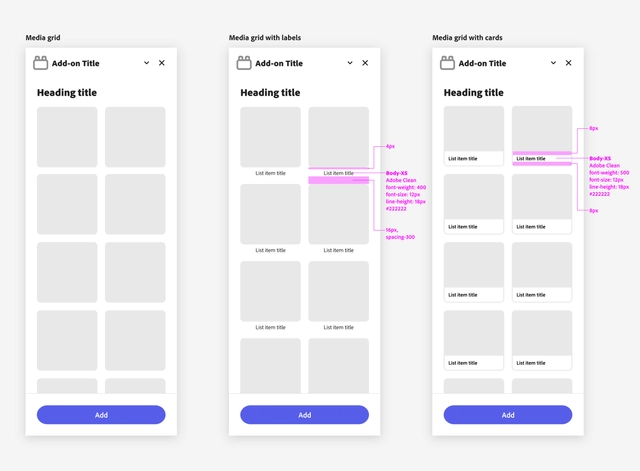 Media grid
Add-on Title
Heading title
Add
Media grid with labels
Add-on Title
Heading title
List item title
List item title
List item title
List item title
List item title
List item title
Add
4px
Body-XS
Adobe Clean
font-weight: 400
font-size: 12px
line-height: 18px
#222222
16px,
spacing-300
Media grid with cards
Add-on Title
Heading title
List item title
List item title
List item title
List item title
List item title
List item title
List item title
List item title
Add
8px
Body-XS
Adobe Clean
font-weight: 500
font-size: 12px
line-height: 18px
#222222
8px